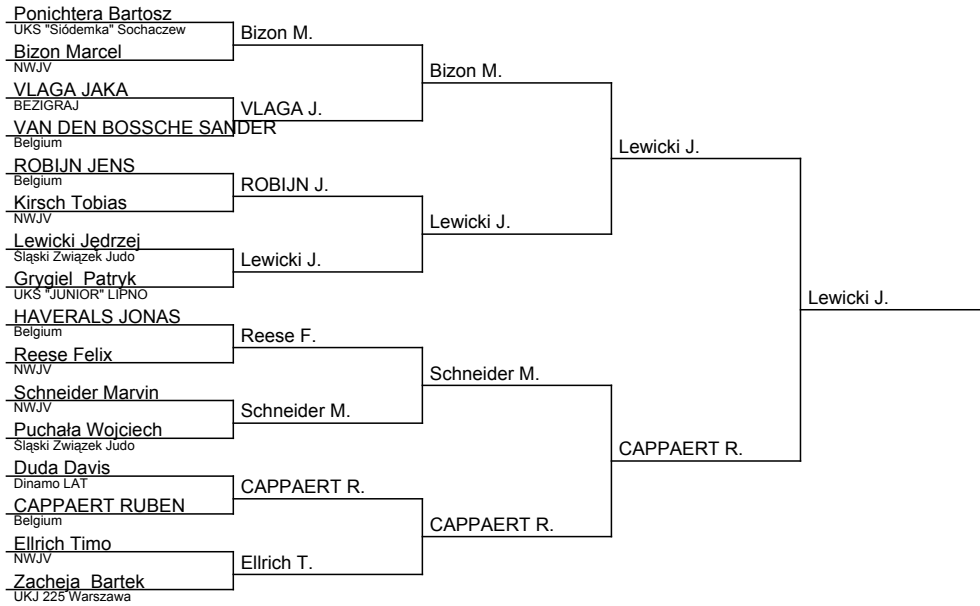 Ponichtera Bartosz
UKS "Siódemka" Sochaczew
Bizon Marcel
NWJV
VLAGA JAKA
BEZIGRAJ
VAN DEN BOSSCHE SANDER
Belgium
ROBIJN JENS
Belgium
Kirsch Tobias
NWJV
Lewicki Jędrzej
Śląski Związek Judo
Grygiel Patryk
UKS "JUNIOR" LIPNO
HAVERALS JONAS
Belgium
Reese Felix
NWJV
Schneider Marvin
NWJV
Puchała Wojciech
Śląski Związek Judo
Duda Davis
Dinamo LAT
CAPPAERT RUBEN
Belgium
Ellrich Timo
NWJV
Zacheja Bartek
UKJ 225 Warszawa
Bizon M.
VLAGA J.
ROBIJN J.
Lewicki J.
Reese F.
Schneider M.
CAPPAERT R.
Ellrich T.
Bizon M.
Lewicki J.
Schneider M.
CAPPAERT R.
Lewicki J.
CAPPAERT R.
Lewicki J.